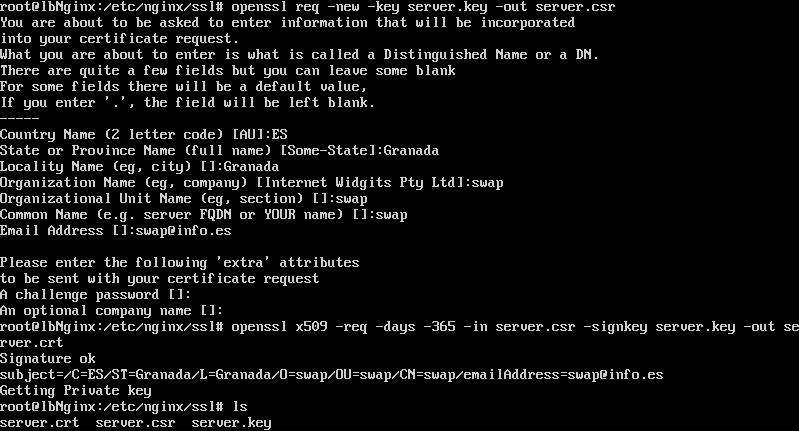 root@lbNginx:/etc/nginx/ssl# openssl req -new -key server.key -out server.csr
You are about to be asked to enter information that will be incorporated
into your certificate request.
What you are about to enter is what is called a Distinguished Name or a DN.
There are quite a few fields but you can leave some blank
For some fields there will be a default value,
If you enter '.', the field will be left blank.
-----
Country Name (2 letter code) [AU]:ES
State or Province Name (full name) [Some-State]:Granada
Locality Name (eg, city) []:Granada
Organization Name (eg, company) [Internet Widgits Pty Ltd]:swap
Organizational Unit Name (eg, section) []:swap
Common Name (e.g. server FQDN or YOUR name) []:swap
Email Address []:swap@info.es

Please enter the following 'extra' attributes
to be sent with your certificate request
A challenge password []:
An optional company name []:
root@lbNginx:/etc/nginx/ssl# openssl x509 -req -days -365 -in server.csr -signkey server.key -out se
rver.crt
Signature ok
subject=/C=ES/ST=Granada/L=Granada/O=swap/OU=swap/CN=swap/emailAddress=swap@info.es
Getting Private key
root@lbNginx:/etc/nginx/ssl# ls
server.crt  server.csr  server.key